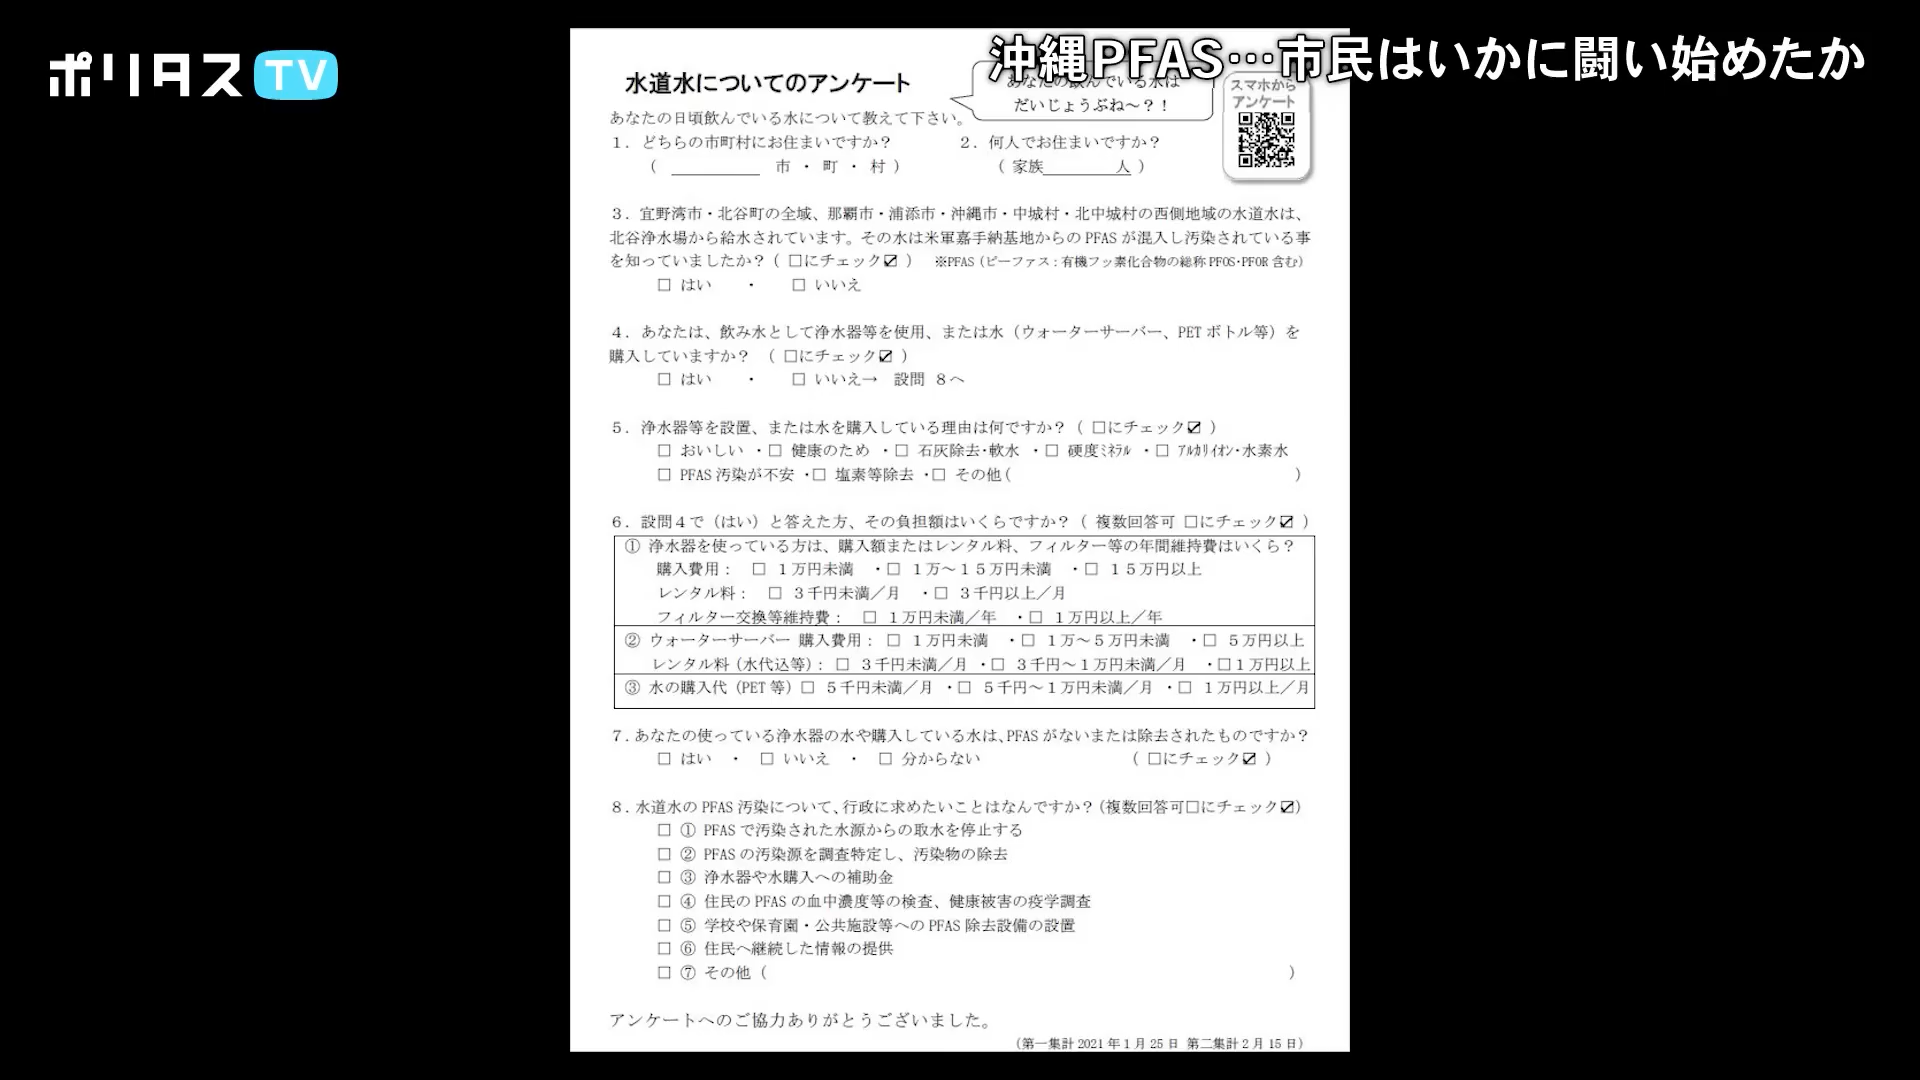 ポリタスTV
沖縄PFAS…市民はいかに闘い始めたか
水道水についてのアンケート
あなたの飲んでいる水は
だいじょうぶね～?!
スマホから
アンケート
あなたの日頃飲んでいる水について教えて下さい。
1．どちらの市町村にお住まいですか？ 2．何人でお住まいですか？
（ ＿＿＿＿＿ 市 ・ 町 ・ 村 ） （ 家族＿＿＿＿＿人 ）
3．宜野湾市・北谷町の全域、那覇市・浦添市・沖縄市・中城村・北中城村の西側地域の水道水は、
北谷浄水場から給水されています。その水は米軍嘉手納基地からのPFASが混入し汚染されている事
を知っていましたか？（ □にチェック☑ ） ※PFAS（ピーファス：有機フッ素化合物の総称PFOS・PFOR含む）
□ はい ・ □ いいえ
4．あなたは、飲み水として浄水器等を使用、または水（ウォーターサーバー、PETボトル等）を
購入していますか？ （ □にチェック☑ ）
□ はい ・ □ いいえ→ 設問 8へ
5．浄水器等を設置、または水を購入している理由は何ですか？（ □にチェック☑ ）
□ おいしい ・□ 健康のため ・□ 石灰除去・軟水 ・□ 硬度ﾐﾈﾗﾙ ・□ ｱﾙｶﾘｲｵﾝ・水素水
□ PFAS汚染が不安 ・□ 塩素等除去 ・□ その他（ ）
6．設問4で（はい）と答えた方、その負担額はいくらですか？（ 複数回答可 □にチェック☑ ）
① 浄水器を使っている方は、購入額またはレンタル料、フィルター等の年間維持費はいくら？
購入費用： □ 1万円未満 ・□ 1万～15万円未満 ・□ 15万円以上
レンタル料： □ 3千円未満／月 ・□ 3千円以上／月
フィルター交換等維持費： □ 1万円未満／年 ・□ 1万円以上／年
② ウォーターサーバー 購入費用： □ 1万円未満 ・□ 1万～5万円未満 ・□ 5万円以上
レンタル料（水代込等）： □ 3千円未満／月 ・□ 3千円～1万円未満／月 ・□1万円以上
③ 水の購入代（PET等）□ 5千円未満／月 ・□ 5千円～1万円未満／月 ・□ 1万円以上／月
7．あなたの使っている浄水器の水や購入している水は、PFASがないまたは除去されたものですか？
□ はい ・ □ いいえ ・ □ 分からない （ □にチェック☑ ）
8．水道水のPFAS汚染について、行政に求めたいことはなんですか？（複数回答可□にチェック☑）
□ ① PFASで汚染された水源からの取水を停止する
□ ② PFASの汚染源を調査特定し、汚染物の除去
□ ③ 浄水器や水購入への補助金
□ ④ 住民のPFASの血中濃度等の検査、健康被害の疫学調査
□ ⑤ 学校や保育園・公共施設等へのPFAS除去設備の設置
□ ⑥ 住民へ継続した情報の提供
□ ⑦ その他（ ）
アンケートへのご協力ありがとうございました。
（第一集計2021年1月25日 第二集計2月15日）